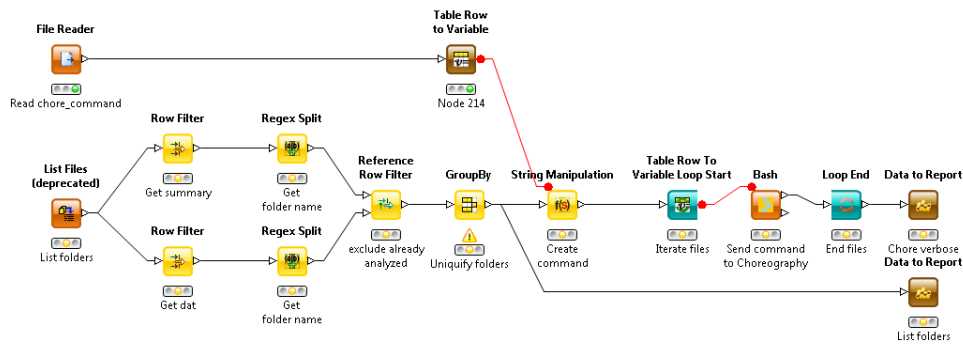 File Reader
Read chore_command
Table Row
to Variable
Node 214
List Files
(deprecated)
List folders
Row Filter
Get summary
Regex Split
Get
folder name
Row Filter
Get dat
Regex Split
Get
folder name
Reference
Row Filter
exclude already
analyzed
GroupBy
Uniquify folders
String Manipulation
f(S)
Create
command
Table Row To
Variable Loop Start
Iterate files
Bash
Send command
to Choreography
Loop End
End files
Data to Report
Chore verbose
Data to Report
List folders